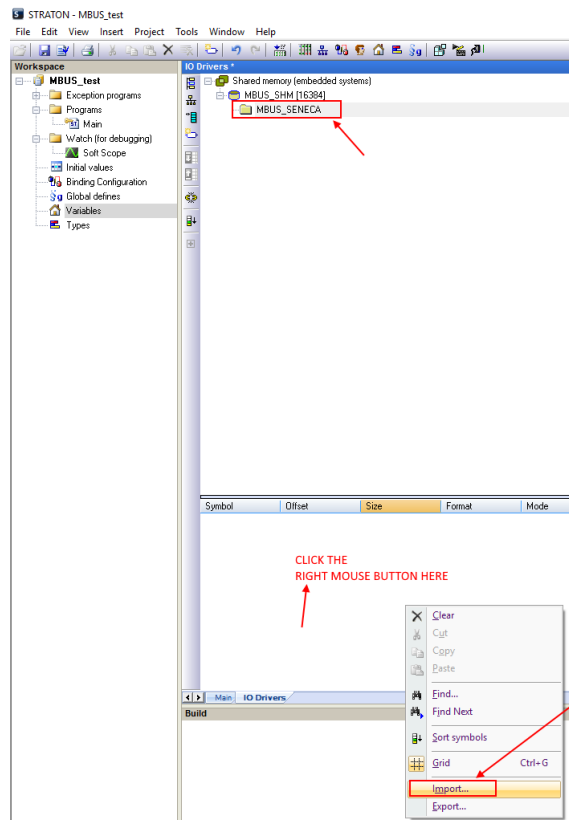 STRATON - MBUS_test
File Edit View Insert Project Tools Window Help
Workspace
MBUS_test
Exception programs
Programs
Main
Watch (for debugging)
Soft Scope
Initial values
Binding Configuration
Global defines
Variables
Types
IO Drivers *
Shared memory (embedded systems)
MBUS_SHM [16384]
MBUS_SENECA
Symbol Offset Size Format Mode
CLICK THE
RIGHT MOUSE BUTTON HERE
Clear
Cut
Copy
Paste
Find...
Find Next
Sort symbols
Grid Ctrl+G
Import...
Export...
Main IO Drivers
Build